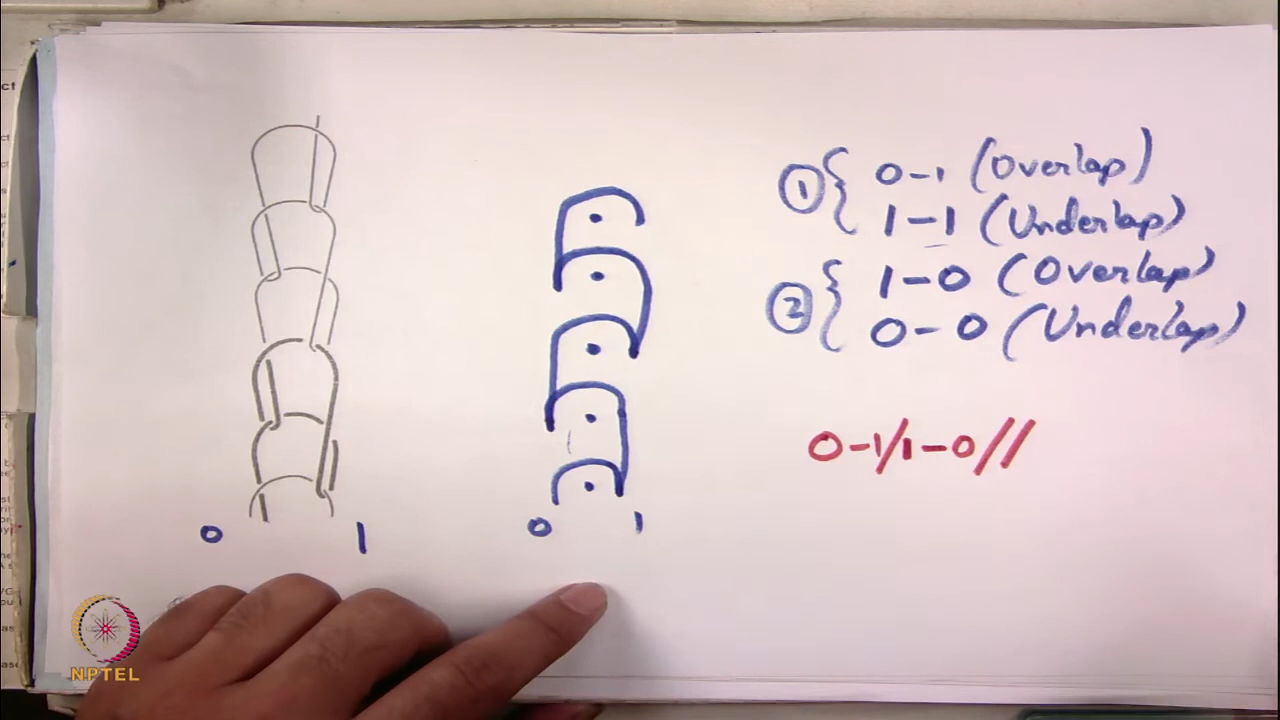 ① { 0-1 (Overlap)
1-1 (Underlap)
② { 1-0 (Overlap)
0-0 (Underlap)
0-1/1-0//
0 1
0 1
NPTEL